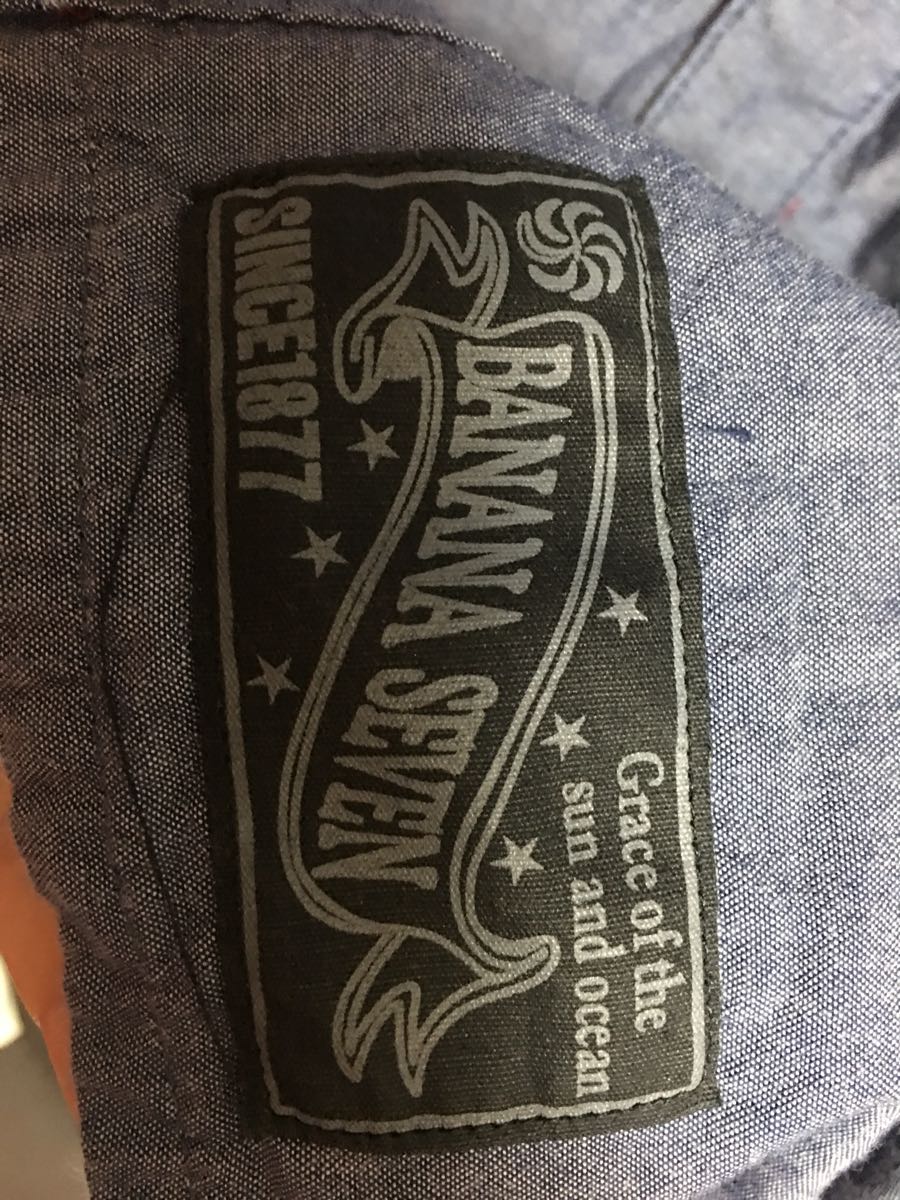 Grace of the
sun and ocean
BANANA SEVEN
SINCE1877